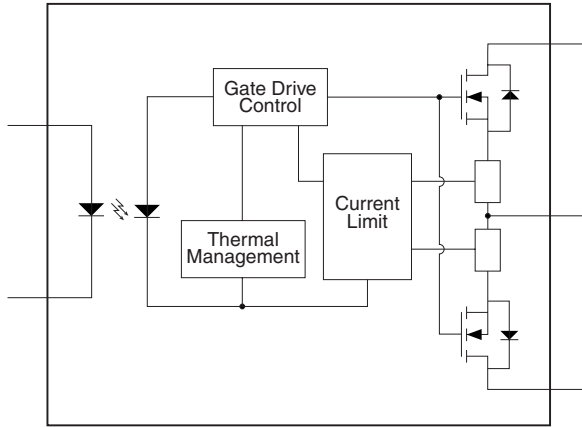 Gate Drive
Control
Current
Limit
Thermal
Management